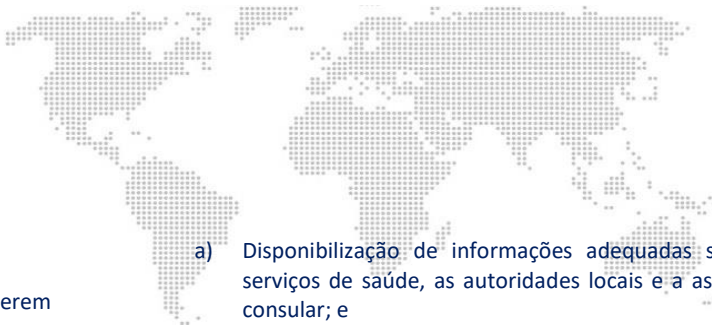 a) Disponibilização de informações adequadas s
serviços de saúde, as autoridades locais e a as
consular; e
erem